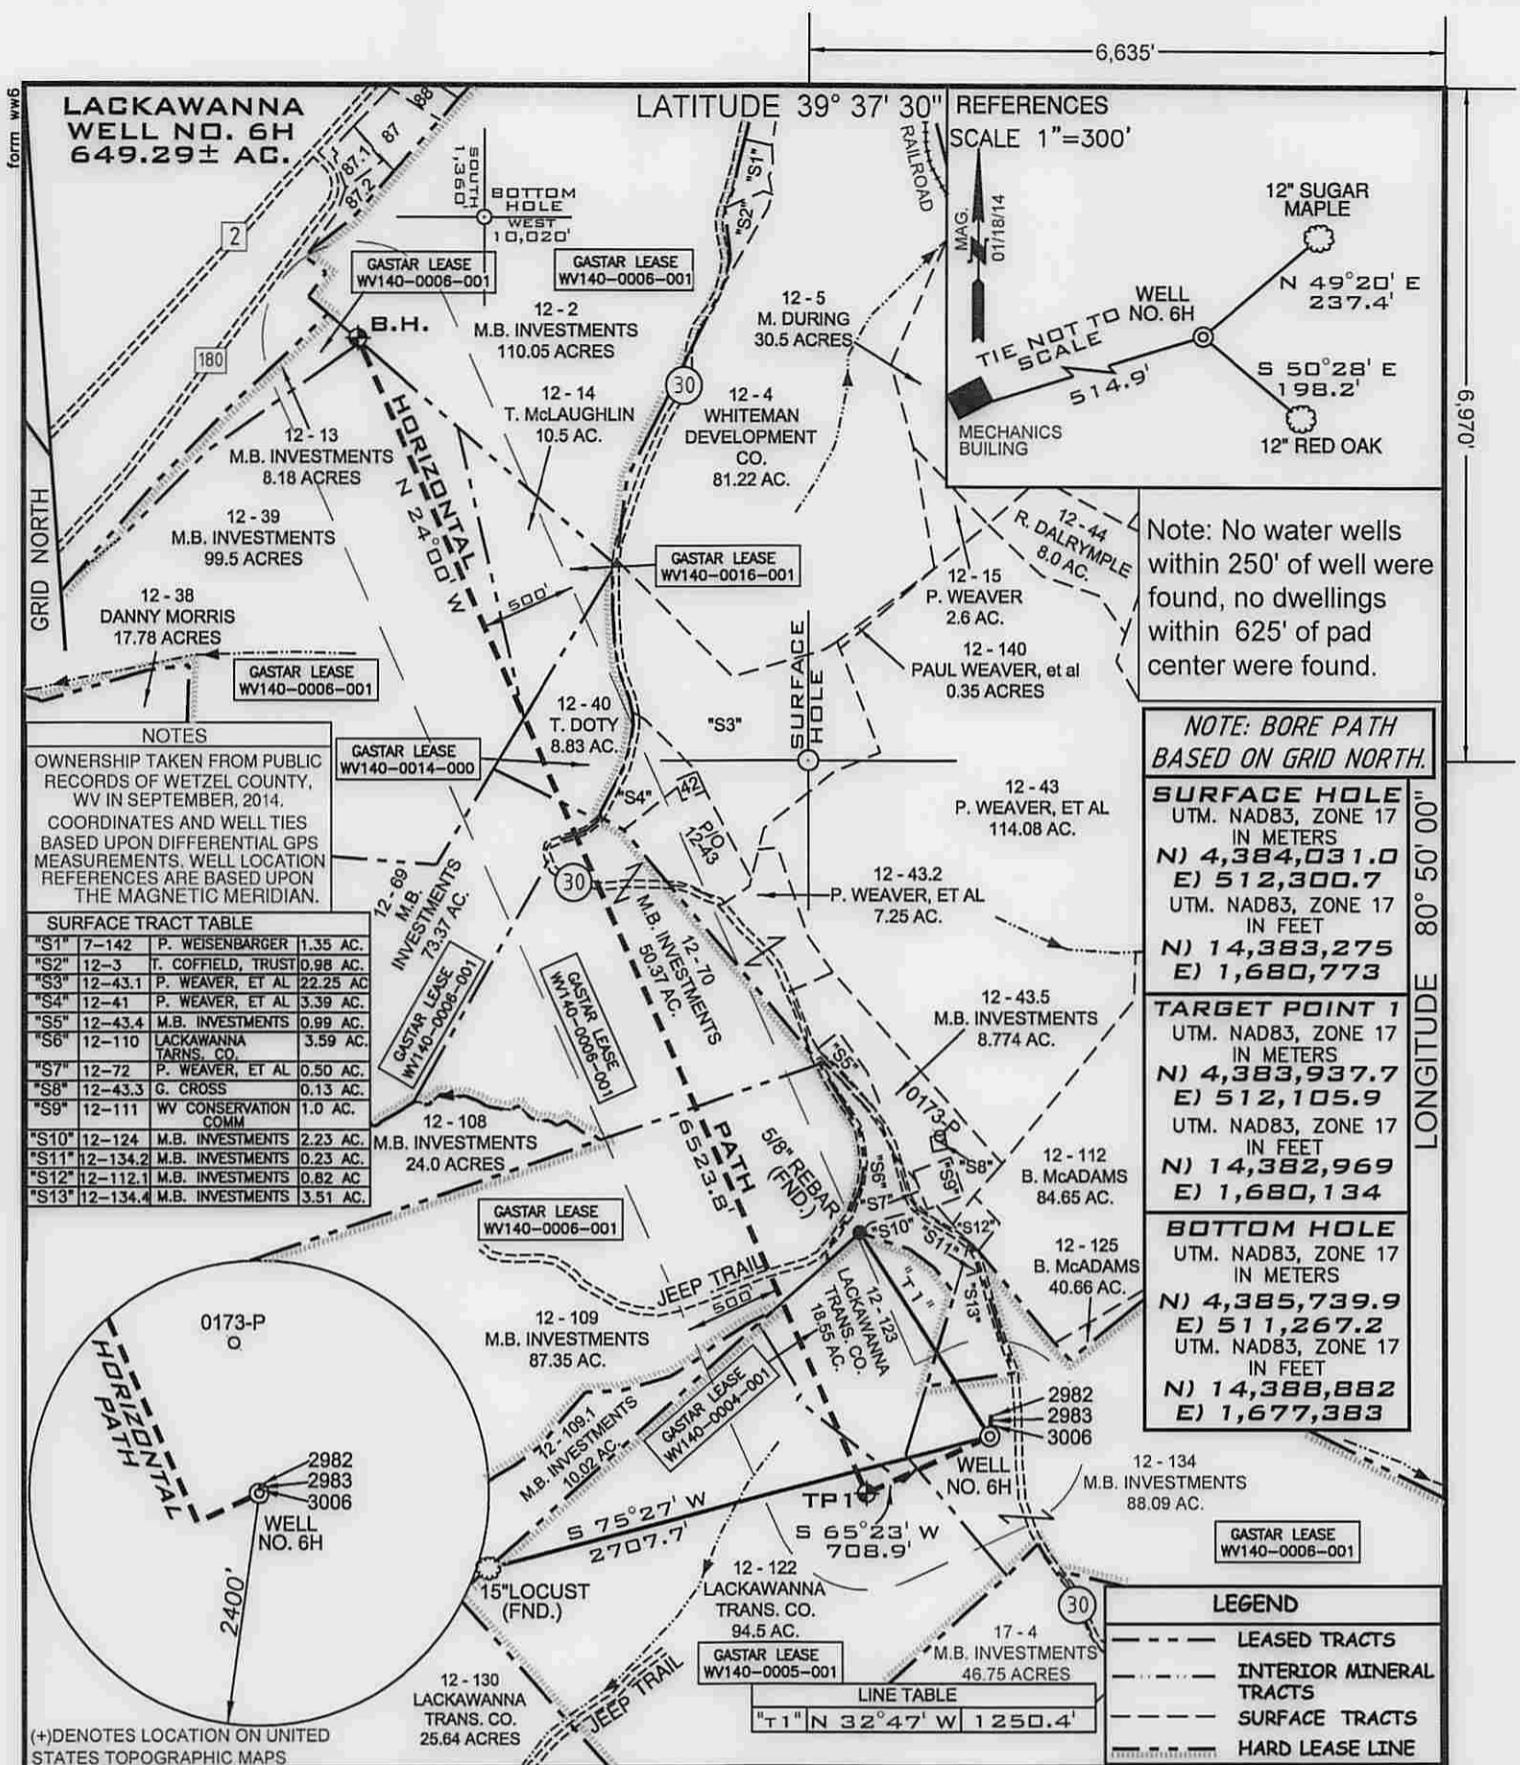 6,635'
form ww6
LACKAWANNA
WELL NO. 6H
649.29± AC.
LATITUDE 39° 37' 30"
88
87
87.1
87.2
2
180
SOUTH
1,360'
BOTTOM
HOLE
WEST
10,020'
"S1"
"S2"
RAILROAD
REFERENCES
SCALE 1"=300'
MAG.
01/18/14
12" SUGAR
MAPLE
N 49°20' E
237.4'
WELL
NO. 6H
TIE NOT TO
SCALE
514.9'
S 50°28' E
198.2'
MECHANICS
BUILING
12" RED OAK
6,970'
GASTAR LEASE
WV140-0006-001
GASTAR LEASE
WV140-0006-001
B.H.
12 - 2
M.B. INVESTMENTS
110.05 ACRES
12 - 5
M. DURING
30.5 ACRES
30
12 - 14
T. McLAUGHLIN
10.5 AC.
12 - 4
WHITEMAN
DEVELOPMENT
CO.
81.22 AC.
12 - 13
M.B. INVESTMENTS
8.18 ACRES
HORIZONTAL
N 24°00' W
12 - 39
M.B. INVESTMENTS
99.5 ACRES
GRID NORTH
12 - 38
DANNY MORRIS
17.78 ACRES
500'
GASTAR LEASE
WV140-0016-001
12 - 44
R. DALRYMPLE
8.0 AC.
12 - 15
P. WEAVER
2.6 AC.
12 - 140
PAUL WEAVER, et al
0.35 ACRES
Note: No water wells
within 250' of well were
found, no dwellings
within 625' of pad
center were found.
GASTAR LEASE
WV140-0006-001
12 - 40
T. DOTY
8.83 AC.
"S3"
SURFACE
HOLE
GASTAR LEASE
WV140-0014-000
"S4"
42
P/O
12-43
12 - 43
P. WEAVER, ET AL
114.08 AC.
12 - 43.2
P. WEAVER, ET AL
7.25 AC.
NOTES
OWNERSHIP TAKEN FROM PUBLIC
RECORDS OF WETZEL COUNTY,
WV IN SEPTEMBER, 2014.
COORDINATES AND WELL TIES
BASED UPON DIFFERENTIAL GPS
MEASUREMENTS. WELL LOCATION
REFERENCES ARE BASED UPON
THE MAGNETIC MERIDIAN.
SURFACE TRACT TABLE
"S1" 7-142 P. WEISENBARGER 1.35 AC.
"S2" 12-3 T. COFFIELD, TRUST 0.98 AC.
"S3" 12-43.1 P. WEAVER, ET AL 22.25 AC
"S4" 12-41 P. WEAVER, ET AL 3.39 AC.
"S5" 12-43.4 M.B. INVESTMENTS 0.99 AC.
"S6" 12-110 LACKAWANNA TARNS. CO. 3.59 AC.
"S7" 12-72 P. WEAVER, ET AL 0.50 AC.
"S8" 12-43.3 G. CROSS 0.13 AC.
"S9" 12-111 WV CONSERVATION COMM 1.0 AC.
"S10" 12-124 M.B. INVESTMENTS 2.23 AC.
"S11" 12-134.2 M.B. INVESTMENTS 0.23 AC.
"S12" 12-112.1 M.B. INVESTMENTS 0.82 AC
"S13" 12-134.4 M.B. INVESTMENTS 3.51 AC.
12 - 69
M.B.
INVESTMENTS
73.37 AC.
30
GASTAR LEASE
WV140-0006-001
GASTAR LEASE
WV140-0006-001
12 - 70
M.B. INVESTMENTS
50.37 AC.
12 - 43.5
M.B. INVESTMENTS
8.774 AC.
NOTE: BORE PATH
BASED ON GRID NORTH.
SURFACE HOLE
UTM. NAD83, ZONE 17
IN METERS
N) 4,384,031.0
E) 512,300.7
UTM. NAD83, ZONE 17
IN FEET
N) 14,383,275
E) 1,680,773
TARGET POINT 1
UTM. NAD83, ZONE 17
IN METERS
N) 4,383,937.7
E) 512,105.9
UTM. NAD83, ZONE 17
IN FEET
N) 14,382,969
E) 1,680,134
BOTTOM HOLE
UTM. NAD83, ZONE 17
IN METERS
N) 4,385,739.9
E) 511,267.2
UTM. NAD83, ZONE 17
IN FEET
N) 14,388,882
E) 1,677,383
LONGITUDE 80° 50' 00"
12 - 108
M.B. INVESTMENTS
24.0 ACRES
PATH
6523.8'
5/8" REBAR
(FND.)
"S5"
0173-P
"S6"
"S7"
"S8"
"S9"
"S10"
"S11"
"S12"
"S13"
12 - 112
B. McADAMS
84.65 AC.
12 - 125
B. McADAMS
40.66 AC.
GASTAR LEASE
WV140-0006-001
JEEP TRAIL
500'
12 - 109
M.B. INVESTMENTS
87.35 AC.
12 - 123
LACKAWANNA
TRANS. CO.
18.55 AC.
"T1"
GASTAR LEASE
WV140-0004-001
12 - 109.1
M.B. INVESTMENTS
10.02 AC.
2982
2983
3006
WELL
NO. 6H
TP1
S 75°27' W
2707.7'
S 65°23' W
708.9'
12 - 134
M.B. INVESTMENTS
88.09 AC.
GASTAR LEASE
WV140-0006-001
0173-P
HORIZONTAL
PATH
2982
2983
3006
WELL
NO. 6H
2400'
15"LOCUST
(FND.)
12 - 122
LACKAWANNA
TRANS. CO.
94.5 AC.
GASTAR LEASE
WV140-0005-001
30
17 - 4
M.B. INVESTMENTS
46.75 ACRES
12 - 130
LACKAWANNA
TRANS. CO.
25.64 ACRES
JEEP TRAIL
LINE TABLE
"T1" N 32°47' W 1250.4'
LEGEND
LEASED TRACTS
INTERIOR MINERAL
TRACTS
SURFACE TRACTS
HARD LEASE LINE
(+)DENOTES LOCATION ON UNITED
STATES TOPOGRAPHIC MAPS